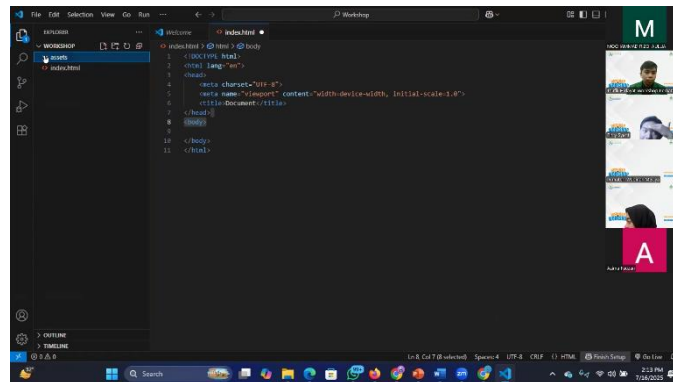 File Edit Selection View Go Run ...
Workshop
EXPLORER
Welcome
index.html
WORKSHOP
assets
index.html
index.html > html > body
1 <!DOCTYPE html>
2 <html lang="en">
3 <head>
4 <meta charset="UTF-8">
5 <meta name="viewport" content="width=device-width, initial-scale=1.0">
6 <title>Document</title>
7 </head>
8 <body>
9
10 </body>
11 </html>
M
A
OUTLINE
TIMELINE
0 0
Ln 8, Col 7 (6 selected) Spaces: 4 UTF-8 CRLF HTML Finish Setup Go Live
Search
99+
2:13 PM
7/16/2025